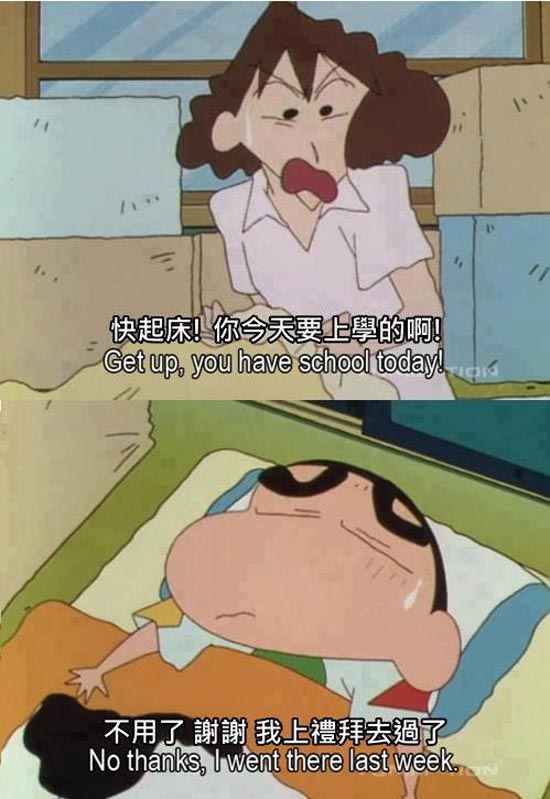 快起床! 你今天要上學的啊!
Get up, you have school today!
不用了 謝謝 我上禮拜去過了
No thanks, I went there last week.